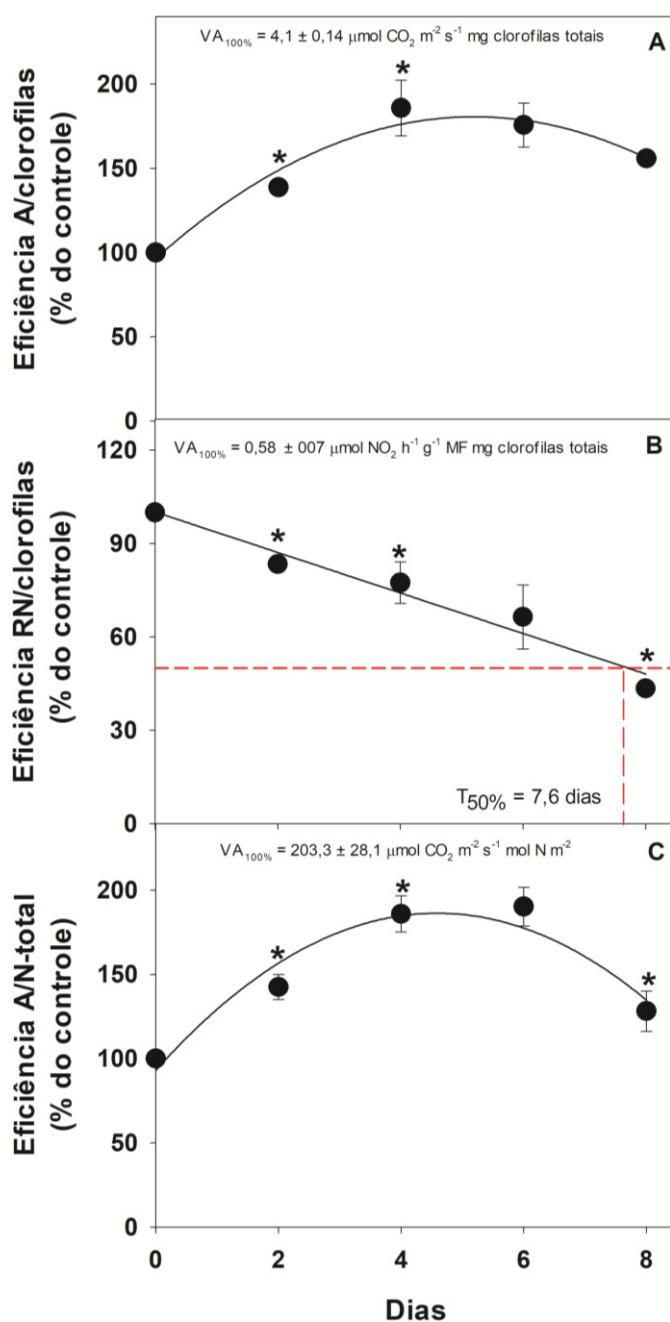 VA100% = 4,1 ± 0,14 μmol CO2 m-2 s-1 mg clorofilas totais
A
*
*
200
150
100
50
0
Eficiência A/clorofilas
(% do controle)
VA100% = 0,58 ± 007 μmol NO2 h-1 g-1 MF mg clorofilas totais
B
*
*
*
120
90
60
30
0
Eficiência RN/clorofilas
(% do controle)
T50% = 7,6 dias
VA100% = 203,3 ± 28,1 μmol CO2 m-2 s-1 mol N m-2
C
*
*
*
200
150
100
50
0
Eficiência A/N-total
(% do controle)
0 2 4 6 8
Dias